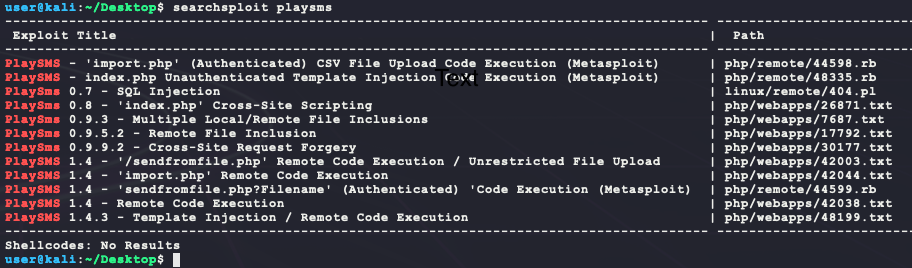 user@kali:~/Desktop$ searchsploit playsms
Exploit Title | Path
PlaySMS - 'import.php' (Authenticated) CSV File Upload Code Execution (Metasploit) | php/remote/44598.rb
PlaySMS - index.php Unauthenticated Template Injection Code Execution (Metasploit) | php/remote/48335.rb
Text
PlaySms 0.7 - SQL Injection | linux/remote/404.pl
PlaySms 0.8 - 'index.php' Cross-Site Scripting | php/webapps/26871.txt
PlaySms 0.9.3 - Multiple Local/Remote File Inclusions | php/webapps/7687.txt
PlaySms 0.9.5.2 - Remote File Inclusion | php/webapps/17792.txt
PlaySms 0.9.9.2 - Cross-Site Request Forgery | php/webapps/30177.txt
PlaySMS 1.4 - '/sendfromfile.php' Remote Code Execution / Unrestricted File Upload | php/webapps/42003.txt
PlaySMS 1.4 - 'import.php' Remote Code Execution | php/webapps/42044.txt
PlaySMS 1.4 - 'sendfromfile.php?Filename' (Authenticated) 'Code Execution (Metasploit) | php/remote/44599.rb
PlaySMS 1.4 - Remote Code Execution | php/webapps/42038.txt
PlaySMS 1.4.3 - Template Injection / Remote Code Execution | php/webapps/48199.txt
Shellcodes: No Results
user@kali:~/Desktop$